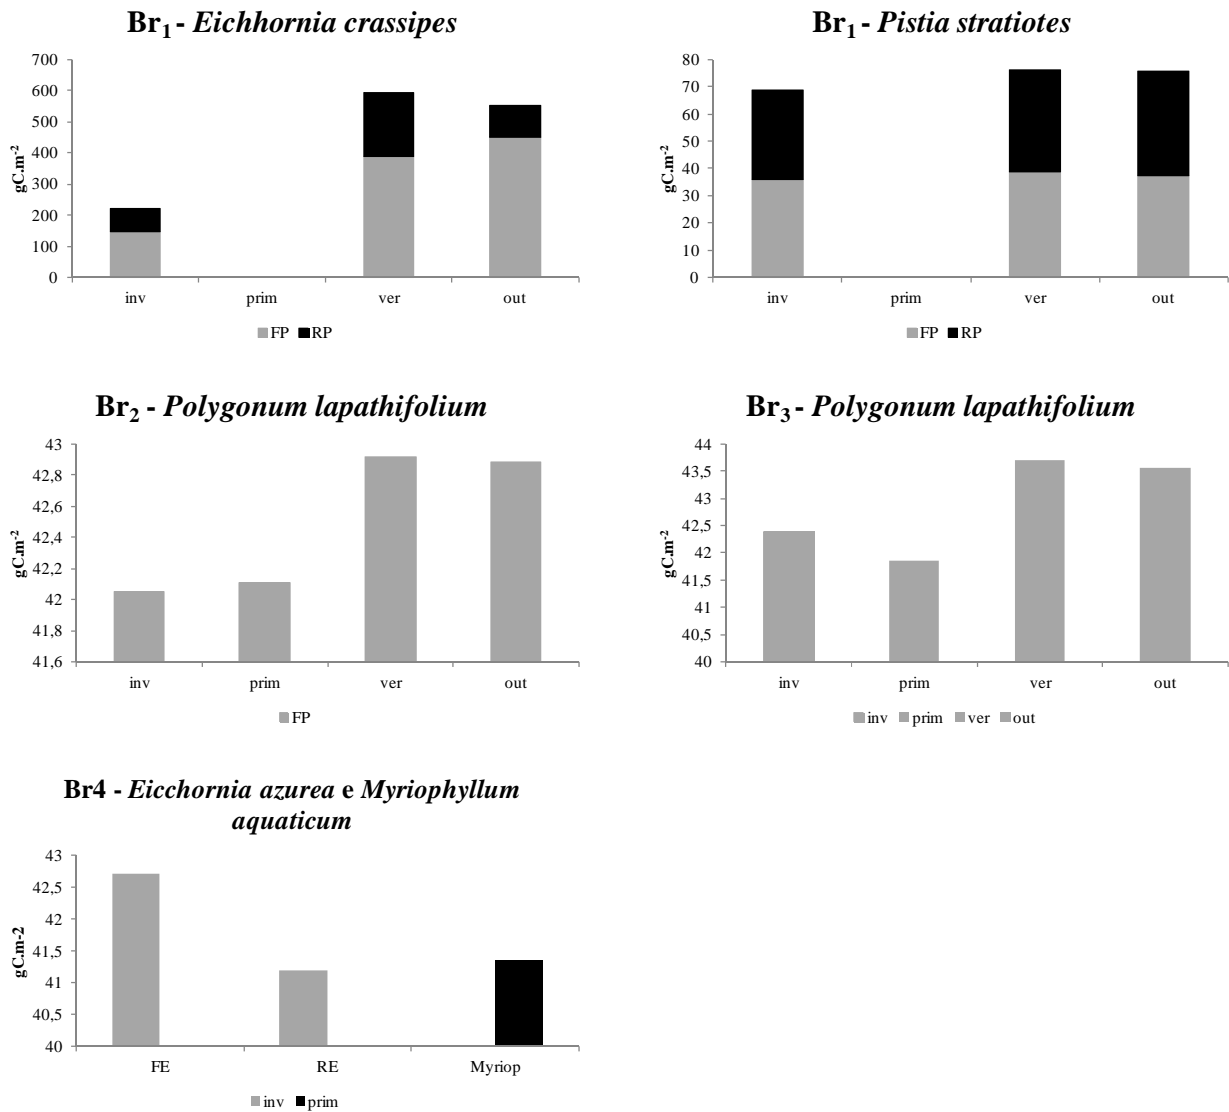 Br₁ - Eichhornia crassipes
700
600
500
400
300
200
100
0
gC.m⁻²
inv prim ver out
FP RP
Br₁ - Pistia stratiotes
80
70
60
50
40
30
20
10
0
gC.m⁻²
inv prim ver out
FP RP
Br₂ - Polygonum lapathifolium
43
42,8
42,6
42,4
42,2
42
41,8
41,6
gC.m⁻²
inv prim ver out
FP
Br₃ - Polygonum lapathifolium
44
43,5
43
42,5
42
41,5
41
40,5
40
gC.m⁻²
inv prim ver out
inv prim ver out
Br4 - Eicchornia azurea e Myriophyllum
aquaticum
43
42,5
42
41,5
41
40,5
40
gC.m-2
FE RE Myriop
inv prim